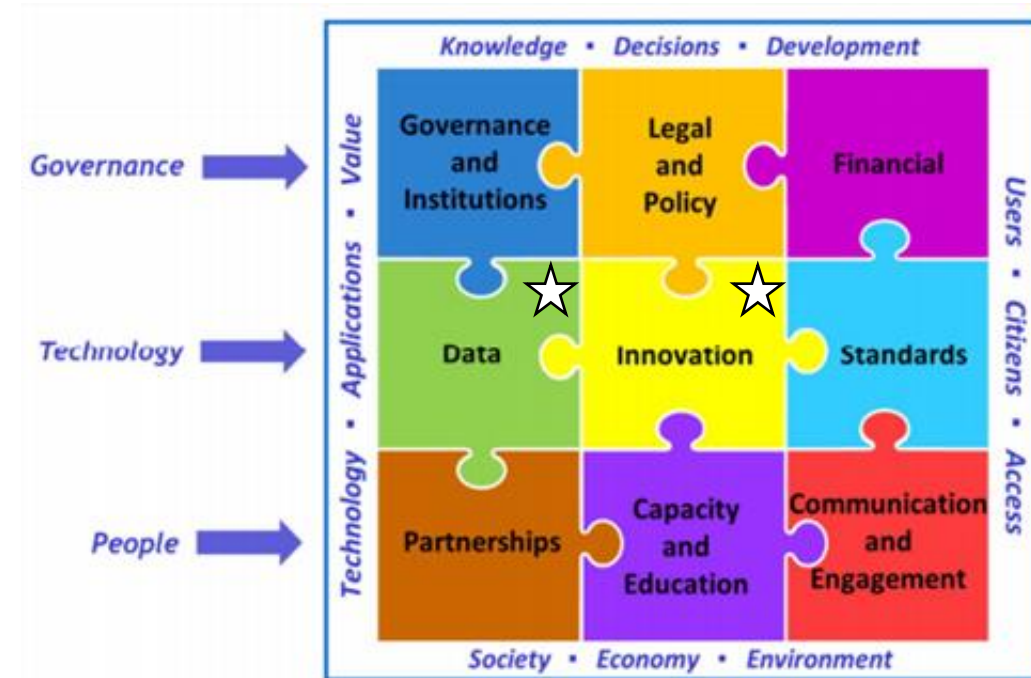 Knowledge • Decisions • Development
Governance
Technology
People
Technology • Applications • Value
Governance
and
Institutions
Legal
and
Policy
Financial
Data
Innovation
Standards
Partnerships
Capacity
and
Education
Communication
and
Engagement
Users • Citizens • Access
Society • Economy • Environment